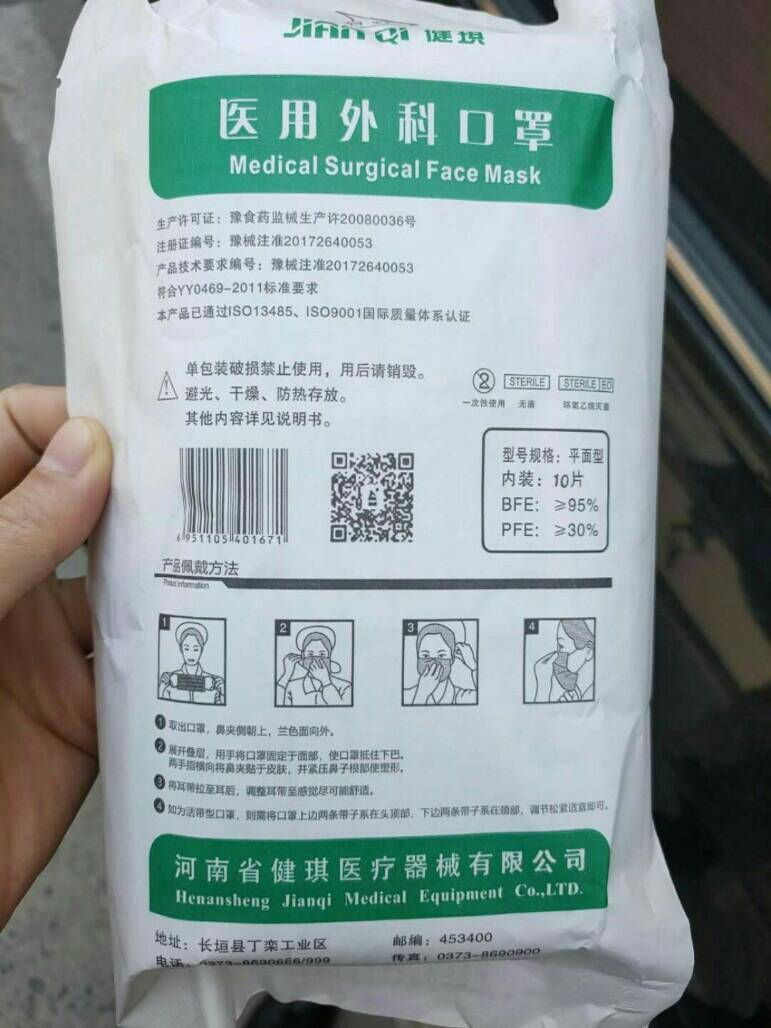 JIANQI 健琪
医用外科口罩
Medical Surgical Face Mask
生产许可证：豫食药监械生产许20080036号
注册证编号：豫械注准20172640053
产品技术要求编号：豫械注准20172640053
符合YY0469-2011标准要求
本产品已通过ISO13485、ISO9001国际质量体系认证
单包装破损禁止使用，用后请销毁。
避光、干燥、防热存放。
其他内容详见说明书。
2 STERILE STERILE EO
一次性使用 无菌 环氧乙烷灭菌
型号规格：平面型
内装：10片
BFE: ≥95%
PFE: ≥30%
6951105401671
产品佩戴方法
Poduct information
1 2 3 4
1 取出口罩，鼻夹侧朝上，兰色面向外。
2 展开叠层，用手将口罩固定于面部，使口罩抵住下巴。
两手指横向将鼻夹贴于皮肤，并紧压鼻子根部使塑形。
3 将耳带拉至耳后，调整耳带至感觉尽可能舒适。
4 如为活带型口罩，则需将口罩上边两条带子系在头顶部，下边两条带子系在颈部，调节松紧适宜即可。
河南省健琪医疗器械有限公司
Henansheng Jianqi Medical Equipment Co.,LTD.
地址：长垣县丁栾工业区 邮编：453400
电话：0373-8690666/999 传真：0373-8690900